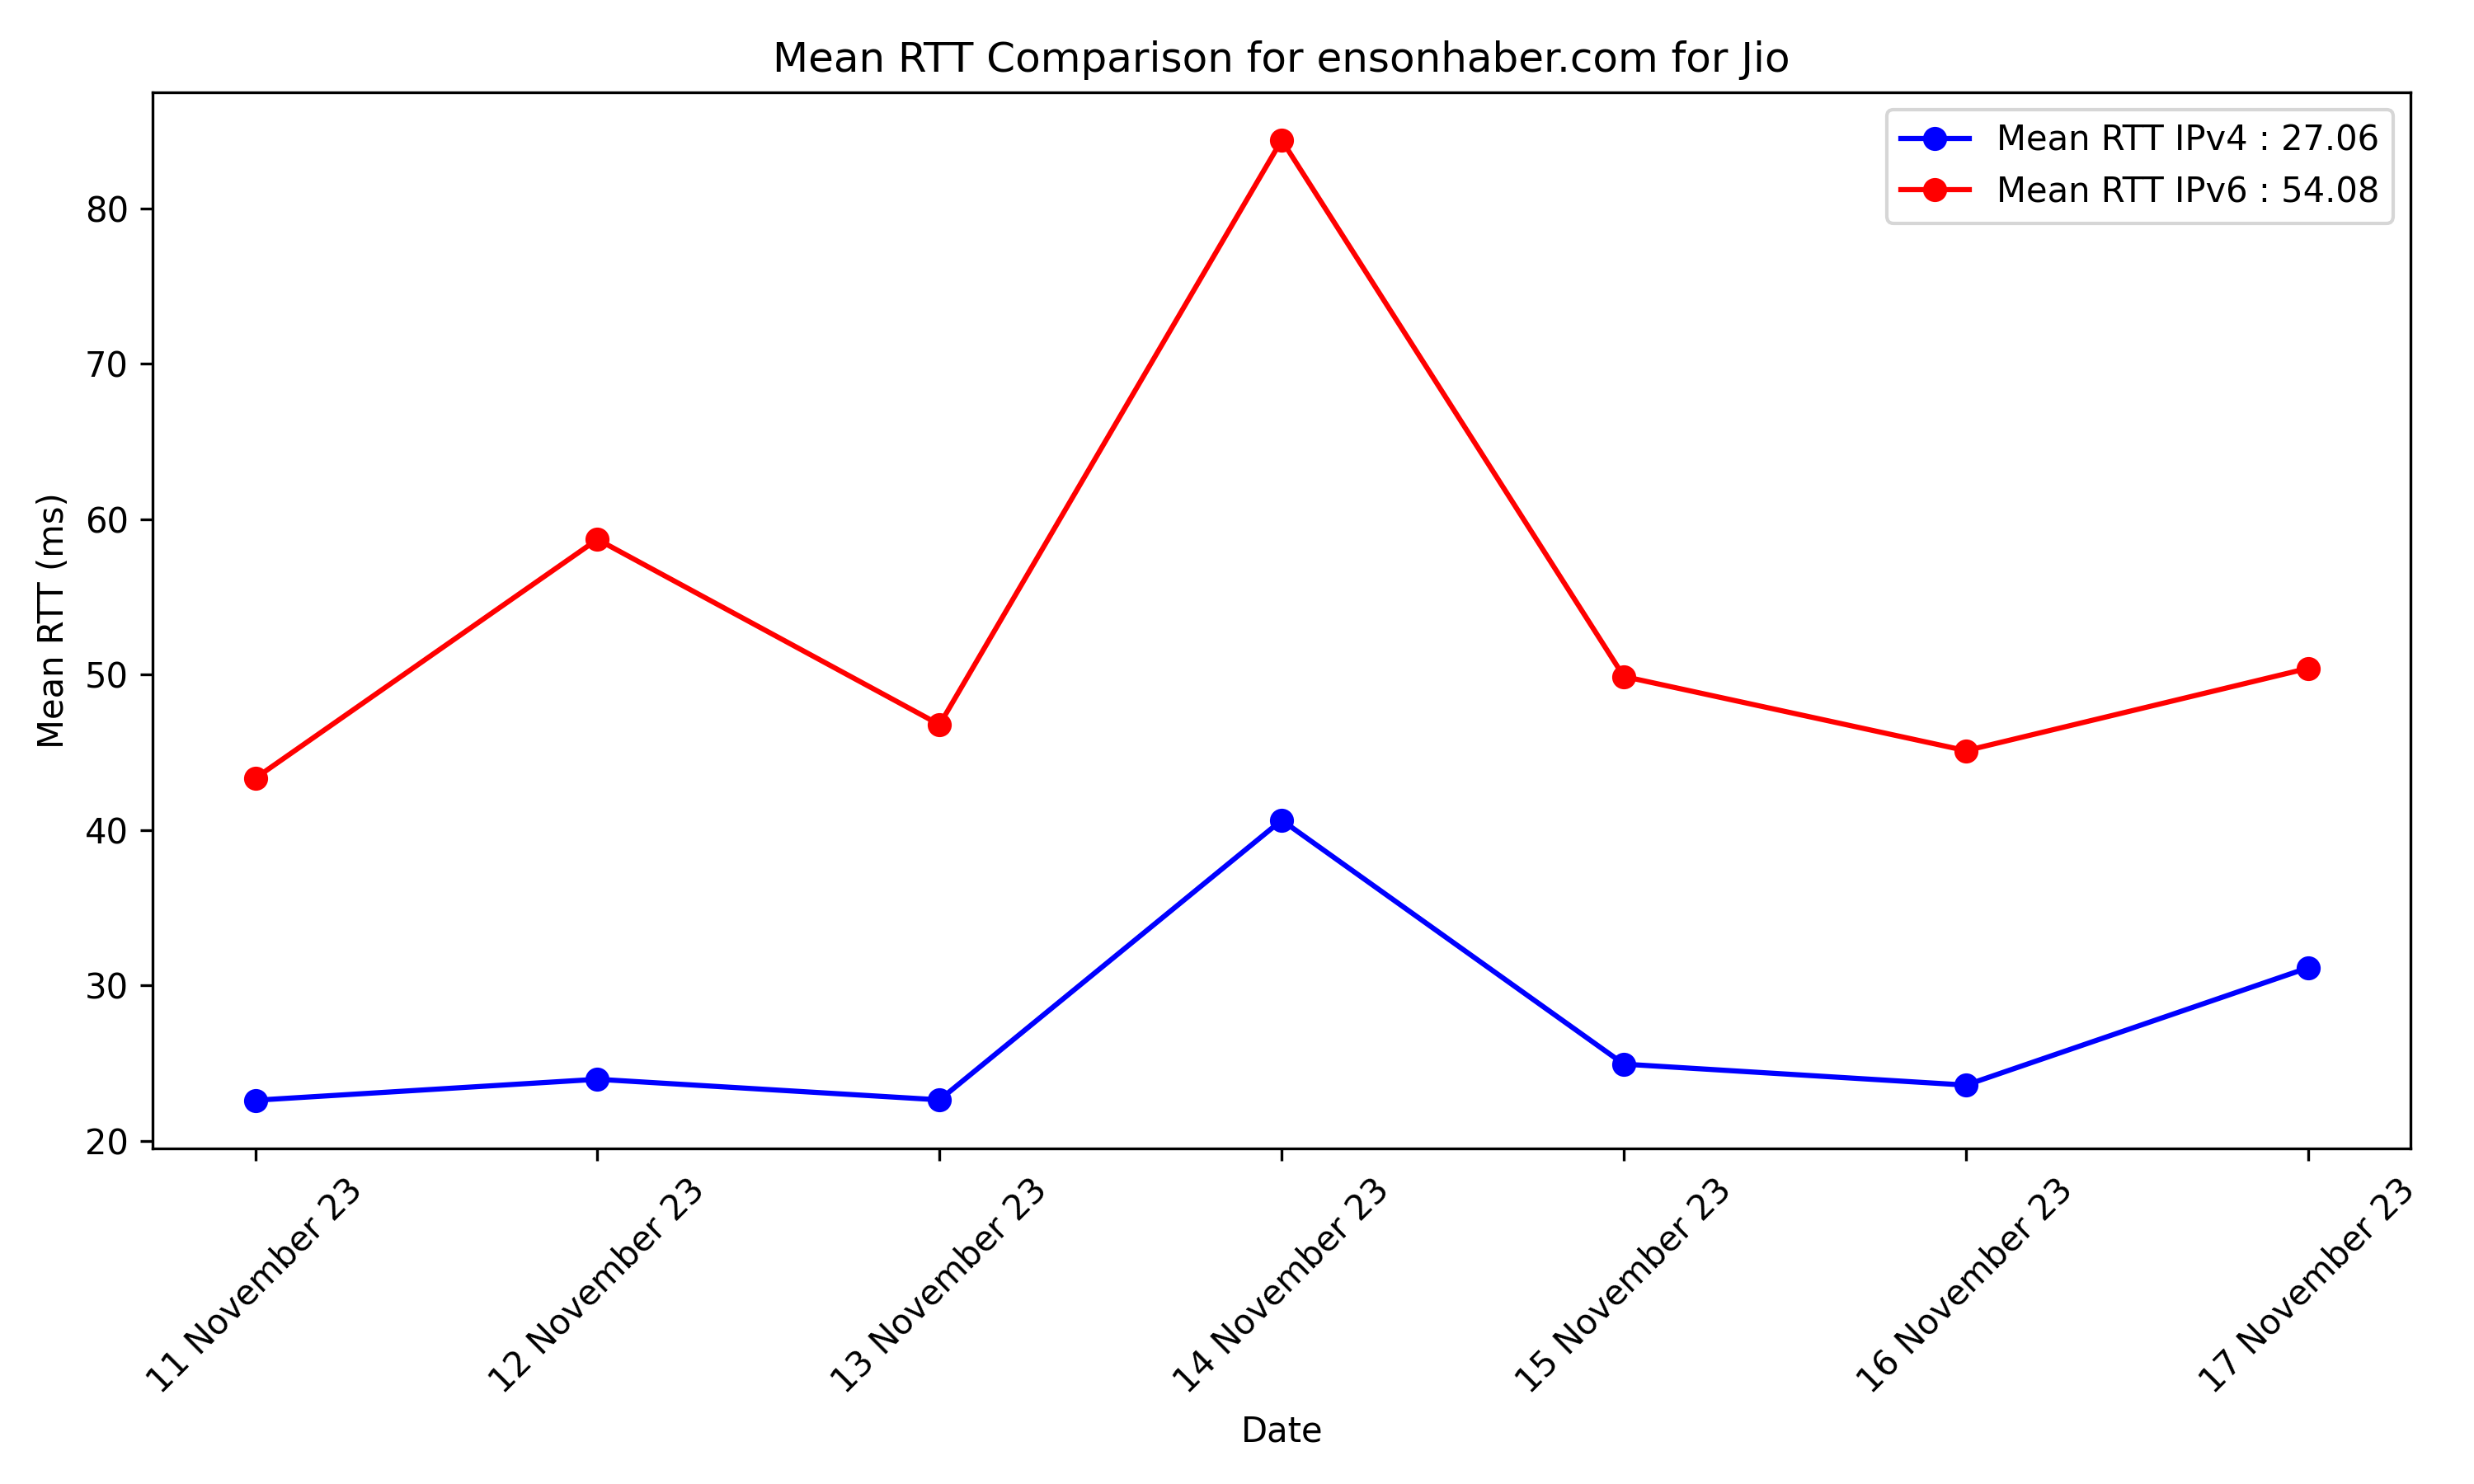 Mean RTT Comparison for ensonhaber.com for Jio
Mean RTT IPv4 : 27.06
Mean RTT IPv6 : 54.08
Mean RTT (ms)
80
70
60
50
40
30
20
11 November 23
12 November 23
13 November 23
14 November 23
15 November 23
16 November 23
17 November 23
Date